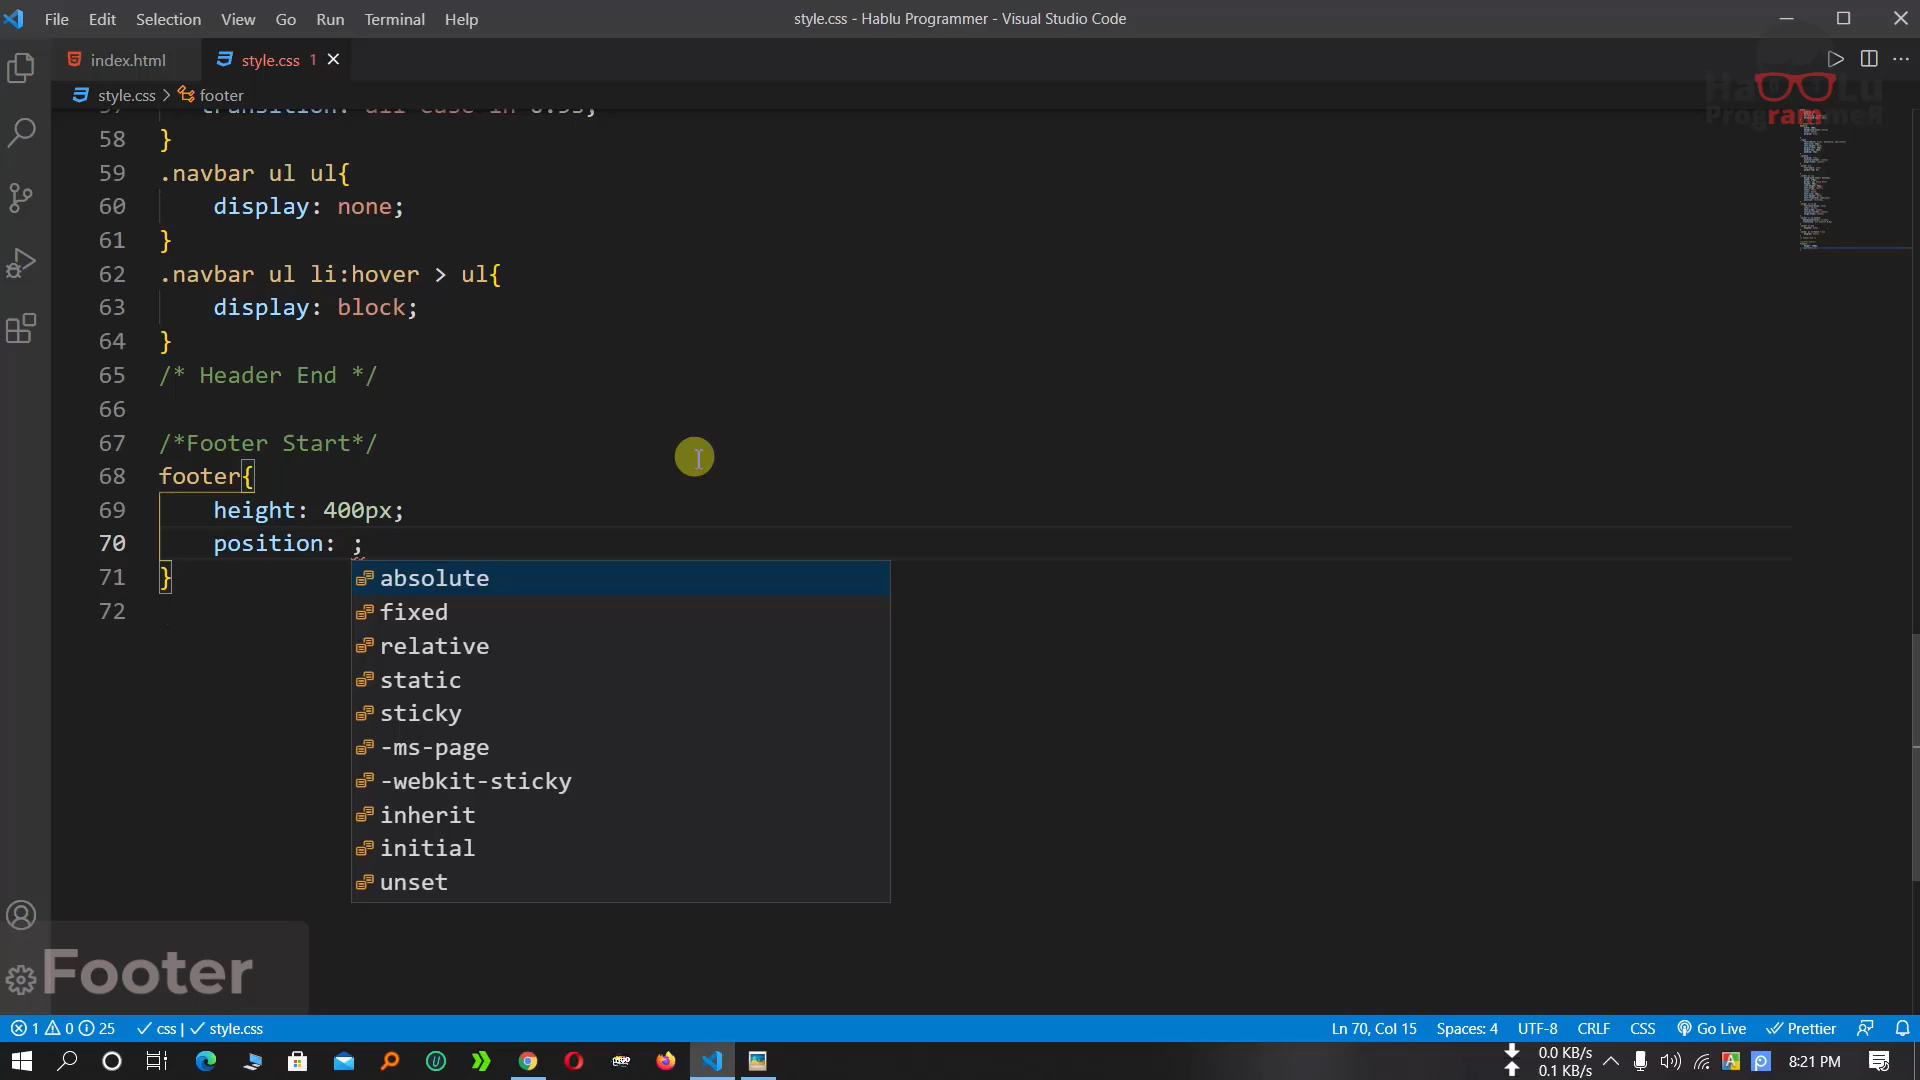 File Edit Selection View Go Run Terminal Help
style.css - Hablu Programmer - Visual Studio Code
index.html
style.css 1
style.css > footer
HabLu
ProgrammeR
58 }
59 .navbar ul ul{
60 display: none;
61 }
62 .navbar ul li:hover > ul{
63 display: block;
64 }
65 /* Header End */
66
67 /*Footer Start*/
68 footer{
69 height: 400px;
70 position: ;
71 }
72
absolute
fixed
relative
static
sticky
-ms-page
-webkit-sticky
inherit
initial
unset
Footer
1 0 25 css | style.css
Ln 70, Col 15 Spaces: 4 UTF-8 CRLF CSS Go Live Prettier
0.0 KB/s
0.1 KB/s
8:21 PM